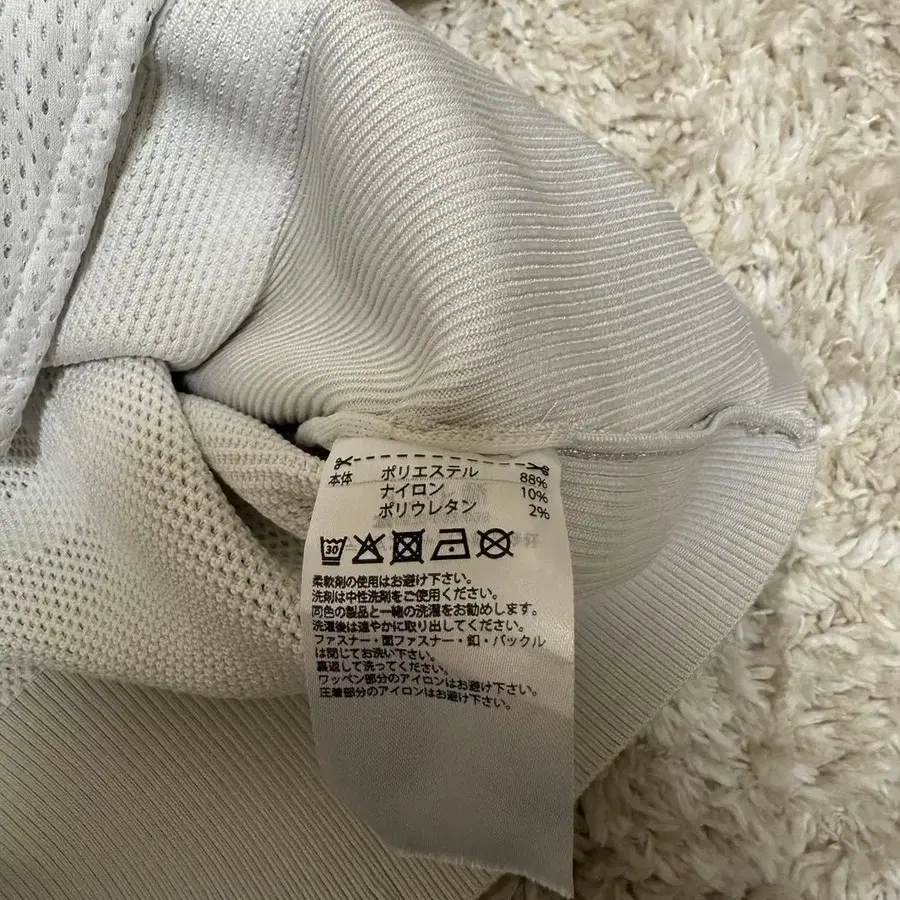 本体 ポリエステル 88%
ナイロン 10%
ポリウレタン 2%
30
柔軟剤の使用はお避け下さい。
洗剤は中性洗剤をご使用ください。
同色の製品と一緒の洗濯をお勧めします。
洗濯後は速やかに取り出してください。
ファスナー・面ファスナー・釦・バックル
は閉じてお洗い下さい。
裏返して洗ってください。
ワッペン部分のアイロンはお避け下さい。
圧着部分のアイロンはお避け下さい。